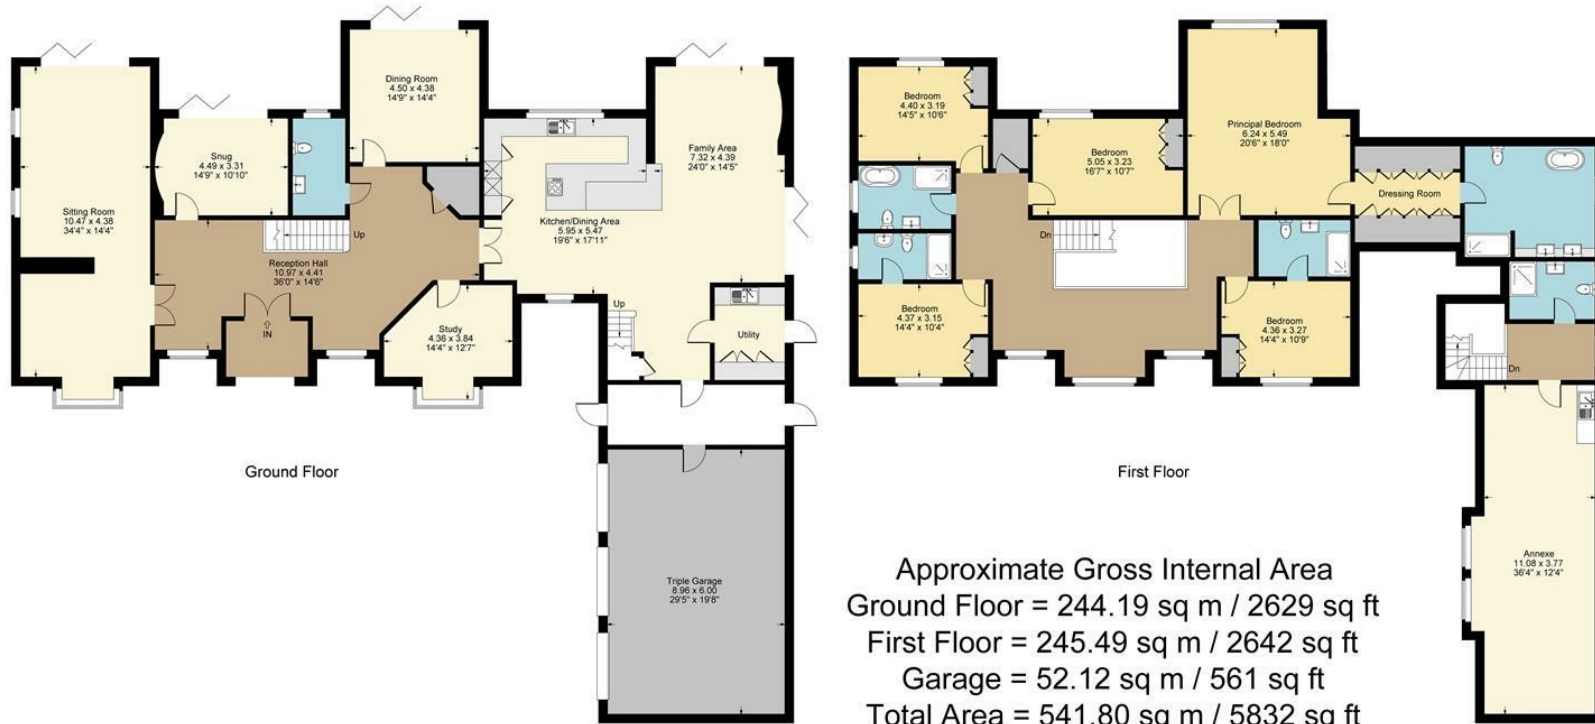 Dining Room
4.50 x 4.38
14'9" x 14'4"
Snug
4.49 x 3.31
14'9" x 10'10"
Family Area
7.32 x 4.39
24'0" x 14'5"
Sitting Room
10.47 x 4.38
34'4" x 14'4"
Kitchen/Dining Area
5.95 x 5.47
19'6" x 17'11"
Up
Reception Hall
10.97 x 4.41
36'0" x 14'6"
IN
Study
4.36 x 3.84
14'4" x 12'7"
Up
Utility
Ground Floor
Triple Garage
8.96 x 6.00
29'5" x 19'8"
Bedroom
4.40 x 3.19
14'5" x 10'6"
Bedroom
5.05 x 3.23
16'7" x 10'7"
Principal Bedroom
6.24 x 5.49
20'6" x 18'0"
Dressing Room
Dn
Bedroom
4.37 x 3.15
14'4" x 10'4"
Bedroom
4.36 x 3.27
14'4" x 10'9"
Dn
First Floor
Annexe
11.08 x 3.77
36'4" x 12'4"
Approximate Gross Internal Area
Ground Floor = 244.19 sq m / 2629 sq ft
First Floor = 245.49 sq m / 2642 sq ft
Garage = 52.12 sq m / 561 sq ft
Total Area = 541.80 sq m / 5832 sq ft